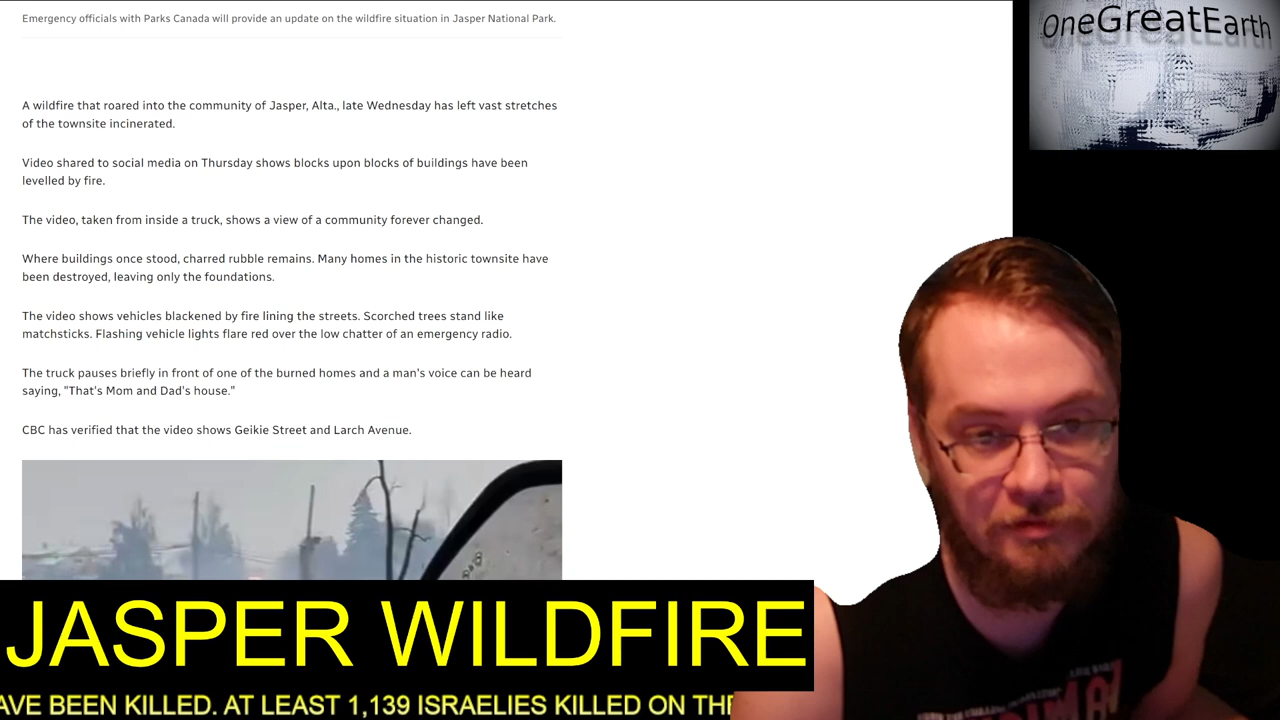 Emergency officials with Parks Canada will provide an update on the wildfire situation in Jasper National Park.
OneGreatEarth
A wildfire that roared into the community of Jasper, Alta., late Wednesday has left vast stretches
of the townsite incinerated.
Video shared to social media on Thursday shows blocks upon blocks of buildings have been
levelled by fire.
The video, taken from inside a truck, shows a view of a community forever changed.
Where buildings once stood, charred rubble remains. Many homes in the historic townsite have
been destroyed, leaving only the foundations.
The video shows vehicles blackened by fire lining the streets. Scorched trees stand like
matchsticks. Flashing vehicle lights flare red over the low chatter of an emergency radio.
The truck pauses briefly in front of one of the burned homes and a man's voice can be heard
saying, "That's Mom and Dad's house."
CBC has verified that the video shows Geikie Street and Larch Avenue.
JASPER WILDFIRE
AVE BEEN KILLED. AT LEAST 1,139 ISRAELIES KILLED ON THE